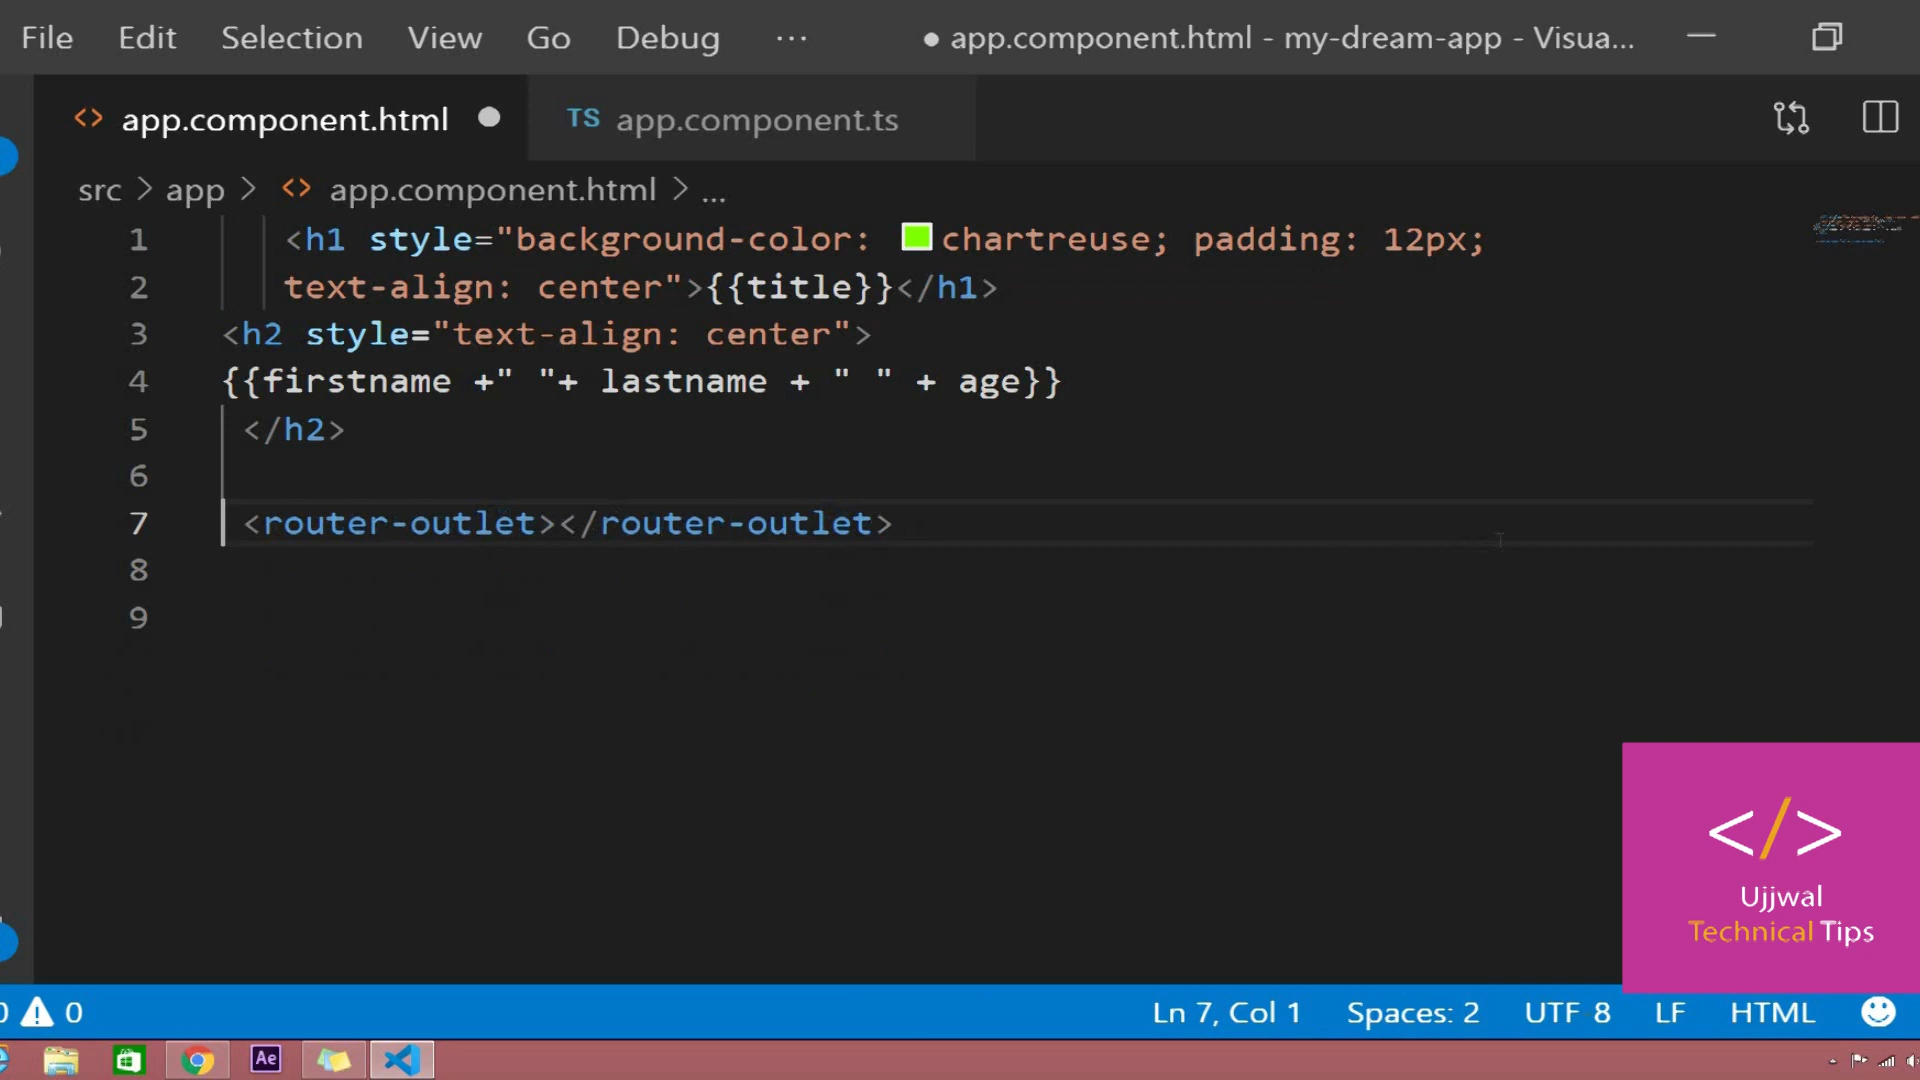 File Edit Selection View Go Debug ··· ● app.component.html - my-dream-app - Visua...
<> app.component.html ● TS app.component.ts
src > app > <> app.component.html > ...
1 <h1 style="background-color: chartreuse; padding: 12px;
2 text-align: center">{{title}}</h1>
3 <h2 style="text-align: center">
4 {{firstname +" "+ lastname + " " + age}}
5 </h2>
6
7 <router-outlet></router-outlet>
8
9
</>
Ujjwal
Technical Tips
0 0 Ln 7, Col 1 Spaces: 2 UTF 8 LF HTML
Ae